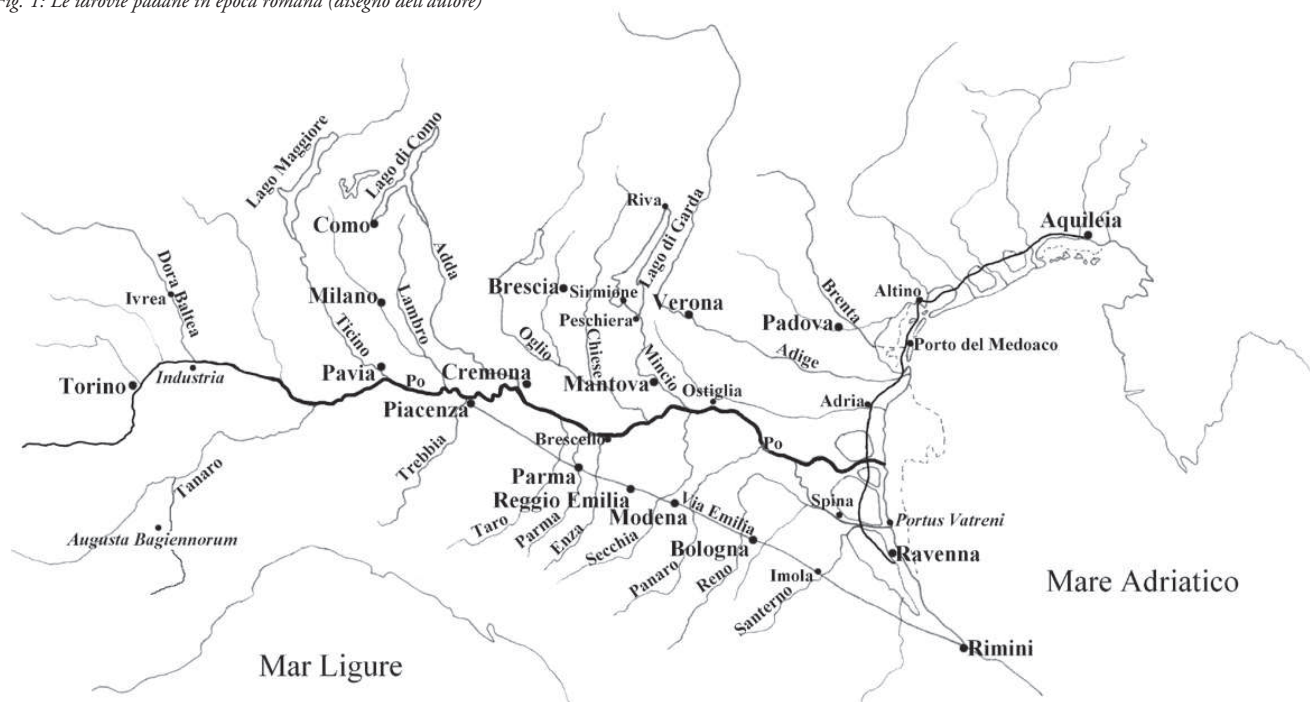 Fig. 1: Le idrovie padane in epoca romana (disegno dell'autore)
Lago Maggiore
Lago di Como
Como
Adda
Riva
Lago di Garda
Aquileia
Dora Baltea
Ivrea
Milano
Lambro
Ticino
Brescia
Sirmione
Peschiera
Verona
Brenta
Altino
Padova
Porto del Medoaco
Oglio
Chiese
Mincio
Adige
Torino
Industria
Pavia
Po
Cremona
Mantova
Ostiglia
Adria
Piacenza
Brescello
Po
Trebbia
Tanaro
Parma
Reggio Emilia
Modena
Via Emilia
Spina
Portus Vatreni
Augusta Bagiennorum
Taro
Parma
Enza
Secchia
Bologna
Ravenna
Panaro
Reno
Imola
Santerno
Mare Adriatico
Mar Ligure
Rimini